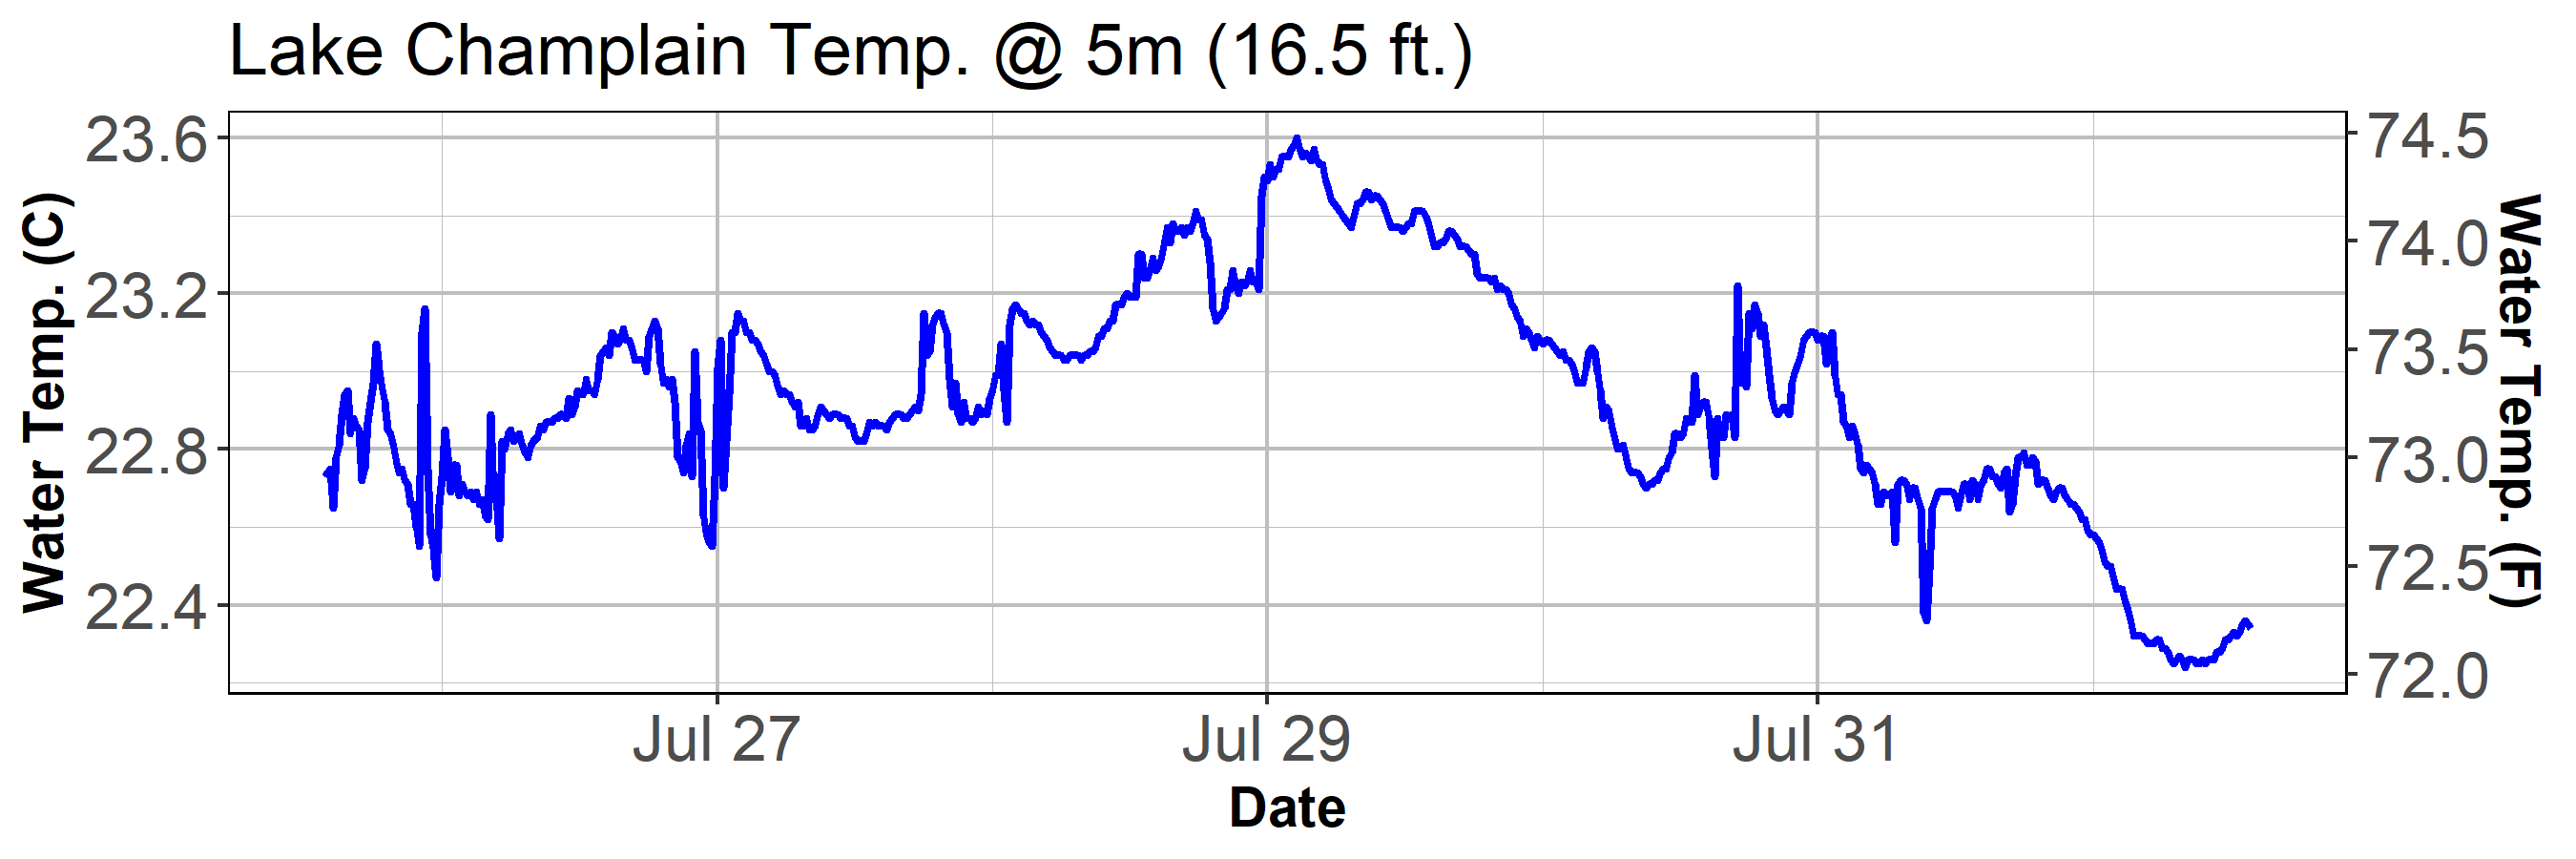 Lake Champlain Temp. @ 5m (16.5 ft.)
Water Temp. (C)
23.6
23.2
22.8
22.4
74.5
74.0
73.5
73.0
72.5
72.0
Water Temp. (F)
Jul 27
Jul 29
Jul 31
Date